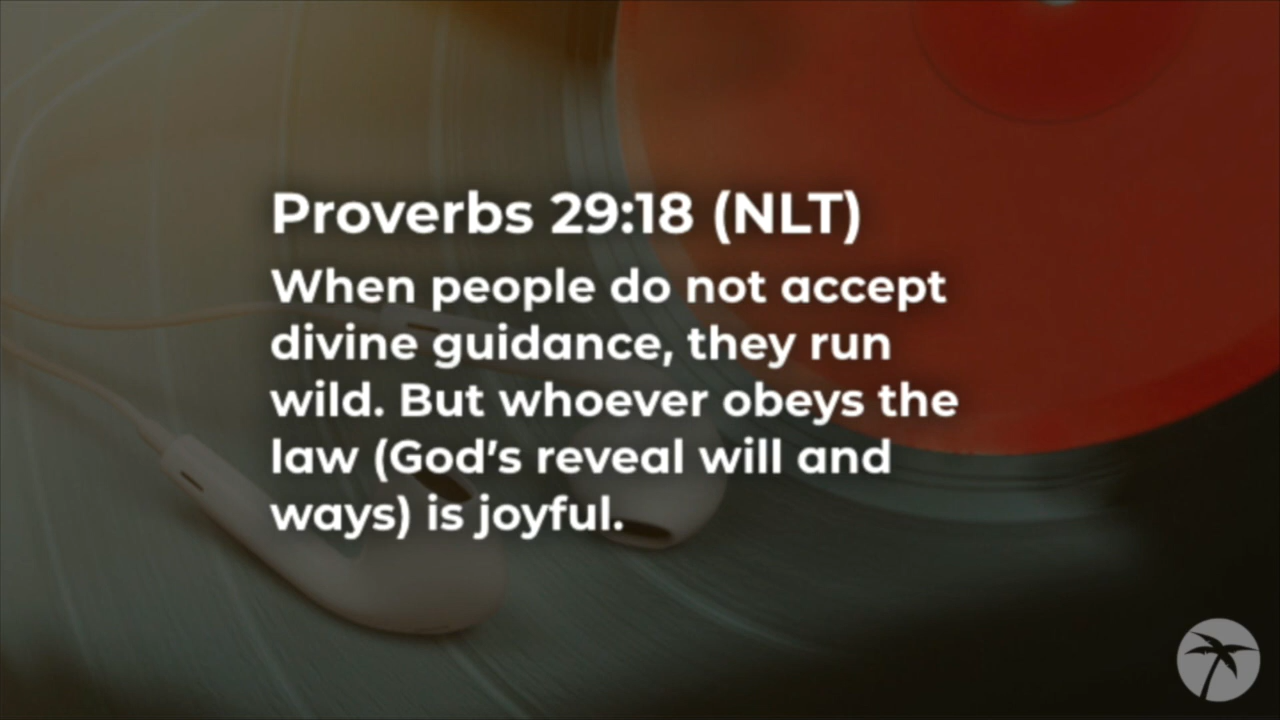 Proverbs 29:18 (NLT)
When people do not accept
divine guidance, they run
wild. But whoever obeys the
law (God's reveal will and
ways) is joyful.